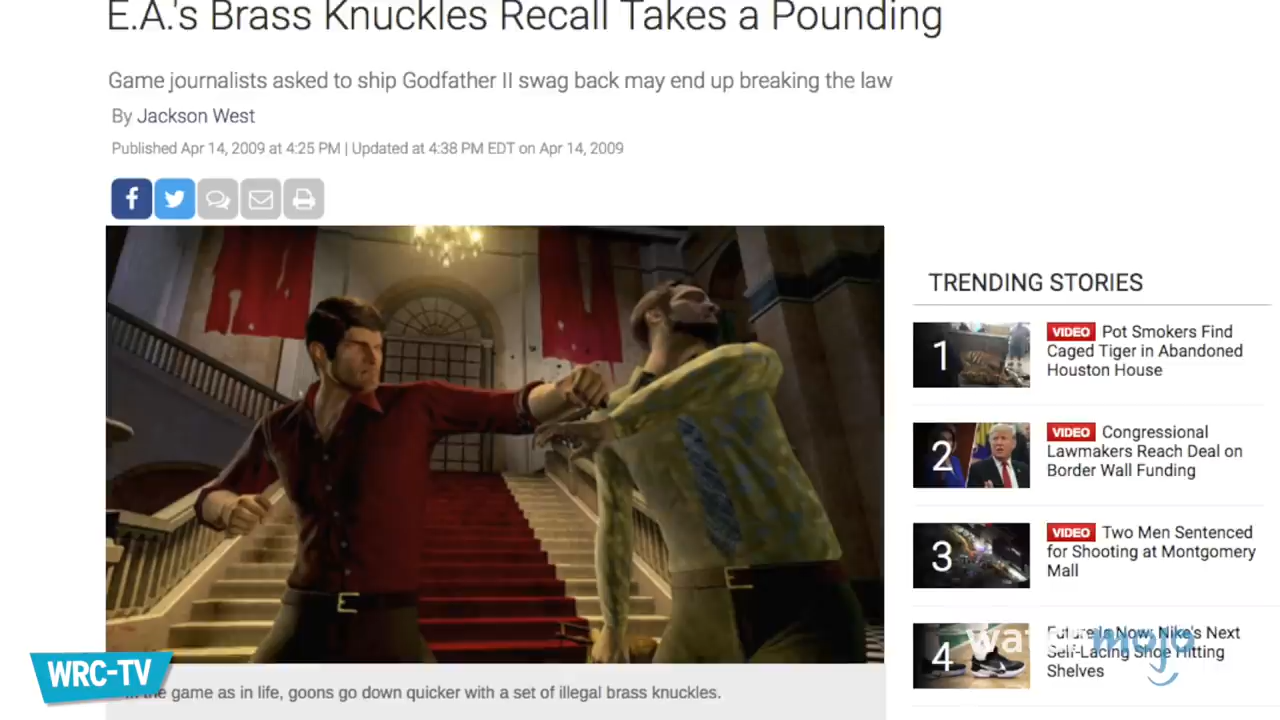 E.A.'s Brass Knuckles Recall Takes a Pounding
Game journalists asked to ship Godfather II swag back may end up breaking the law
By Jackson West
Published Apr 14, 2009 at 4:25 PM | Updated at 4:38 PM EDT on Apr 14, 2009
TRENDING STORIES
1
VIDEO Pot Smokers Find
Caged Tiger in Abandoned
Houston House
2
VIDEO Congressional
Lawmakers Reach Deal on
Border Wall Funding
3
VIDEO Two Men Sentenced
for Shooting at Montgomery
Mall
4
Future Is Now: Nike's Next
Self-Lacing Shoe Hitting
Shelves
watchmojo
WRC-TV
the game as in life, goons go down quicker with a set of illegal brass knuckles.